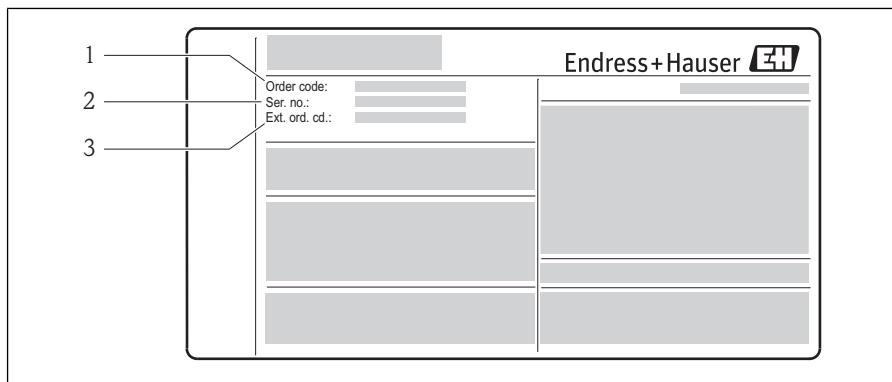 1
Endress+Hauser EH
Order code:
2
Ser. no.:
Ext. ord. cd.:
3